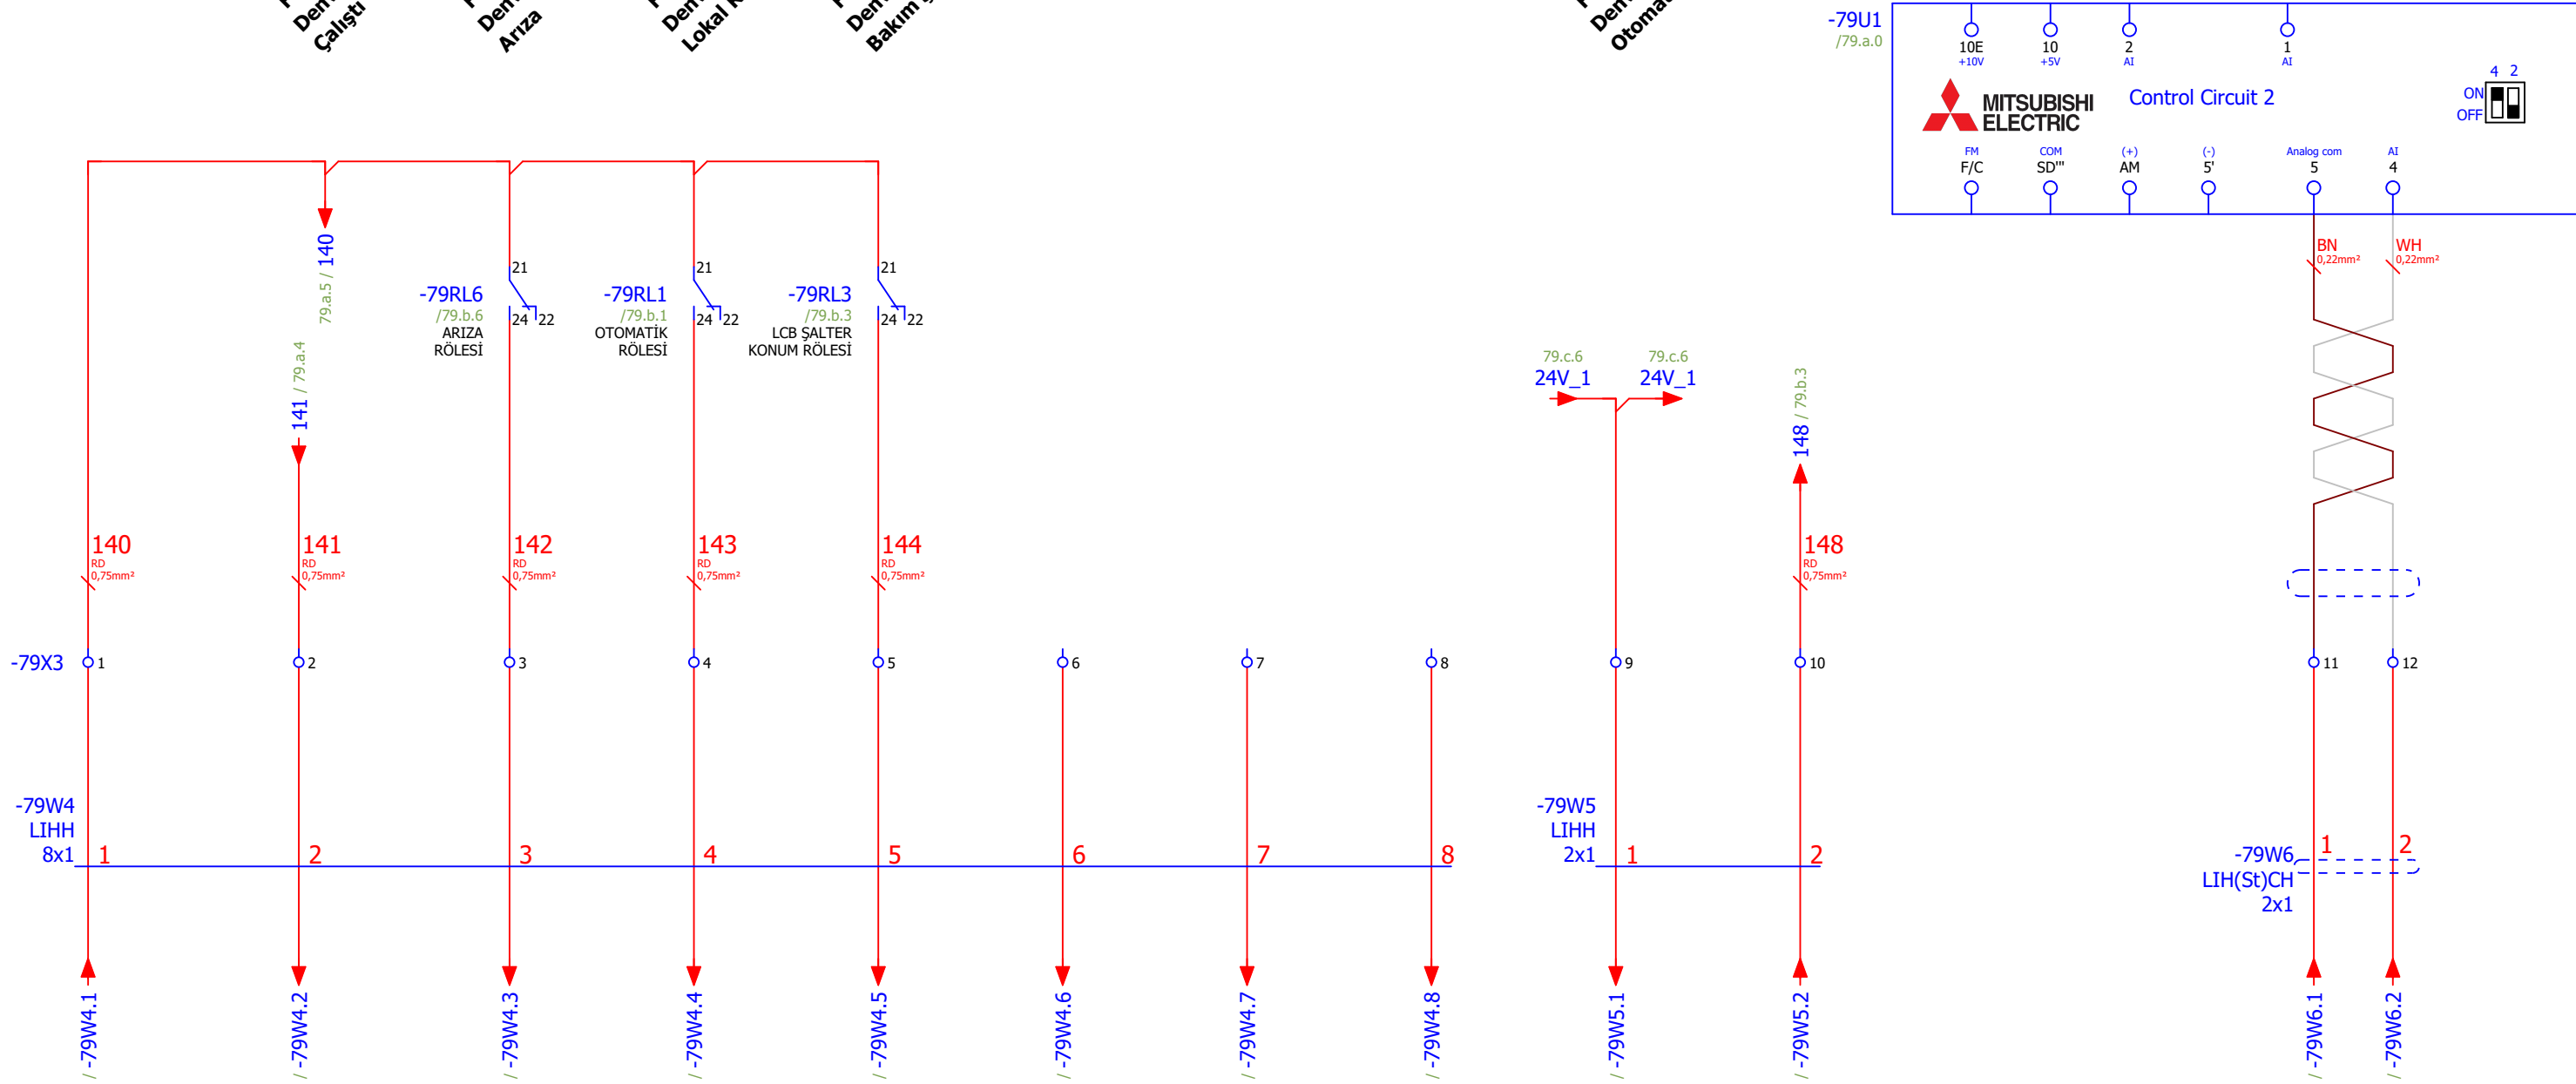 Çalıştı
Arıza
Lokal
Bakım
-79U1
/79.a.0
10E
+10V
10
+5V
2
AI
1
AI
MITSUBISHI
ELECTRIC
Control Circuit 2
4 2
ON
OFF
FM
F/C
COM
SD'''
(+)
AM
(-)
5'
Analog com
5
AI
4
BN
0,22mm²
WH
0,22mm²
79.a.5 / 140
141 / 79.a.4
-79RL6
/79.b.6
ARIZA
RÖLESİ
21
24 22
-79RL1
/79.b.1
OTOMATİK
RÖLESİ
21
24 22
-79RL3
/79.b.3
LCB ŞALTER
KONUM RÖLESİ
21
24 22
79.c.6
24V_1
79.c.6
24V_1
148 / 79.b.3
140
RD
0,75mm²
141
RD
0,75mm²
142
RD
0,75mm²
143
RD
0,75mm²
144
RD
0,75mm²
148
RD
0,75mm²
-79X3
1
2
3
4
5
6
7
8
9
10
11
12
-79W4
LIHH
8x1
1
2
3
4
5
6
7
8
-79W5
LIHH
2x1
1
2
-79W6
LIH(St)CH
2x1
1
2
/ -79W4.1
/ -79W4.2
/ -79W4.3
/ -79W4.4
/ -79W4.5
/ -79W4.6
/ -79W4.7
/ -79W4.8
/ -79W5.1
/ -79W5.2
/ -79W6.1
/ -79W6.2